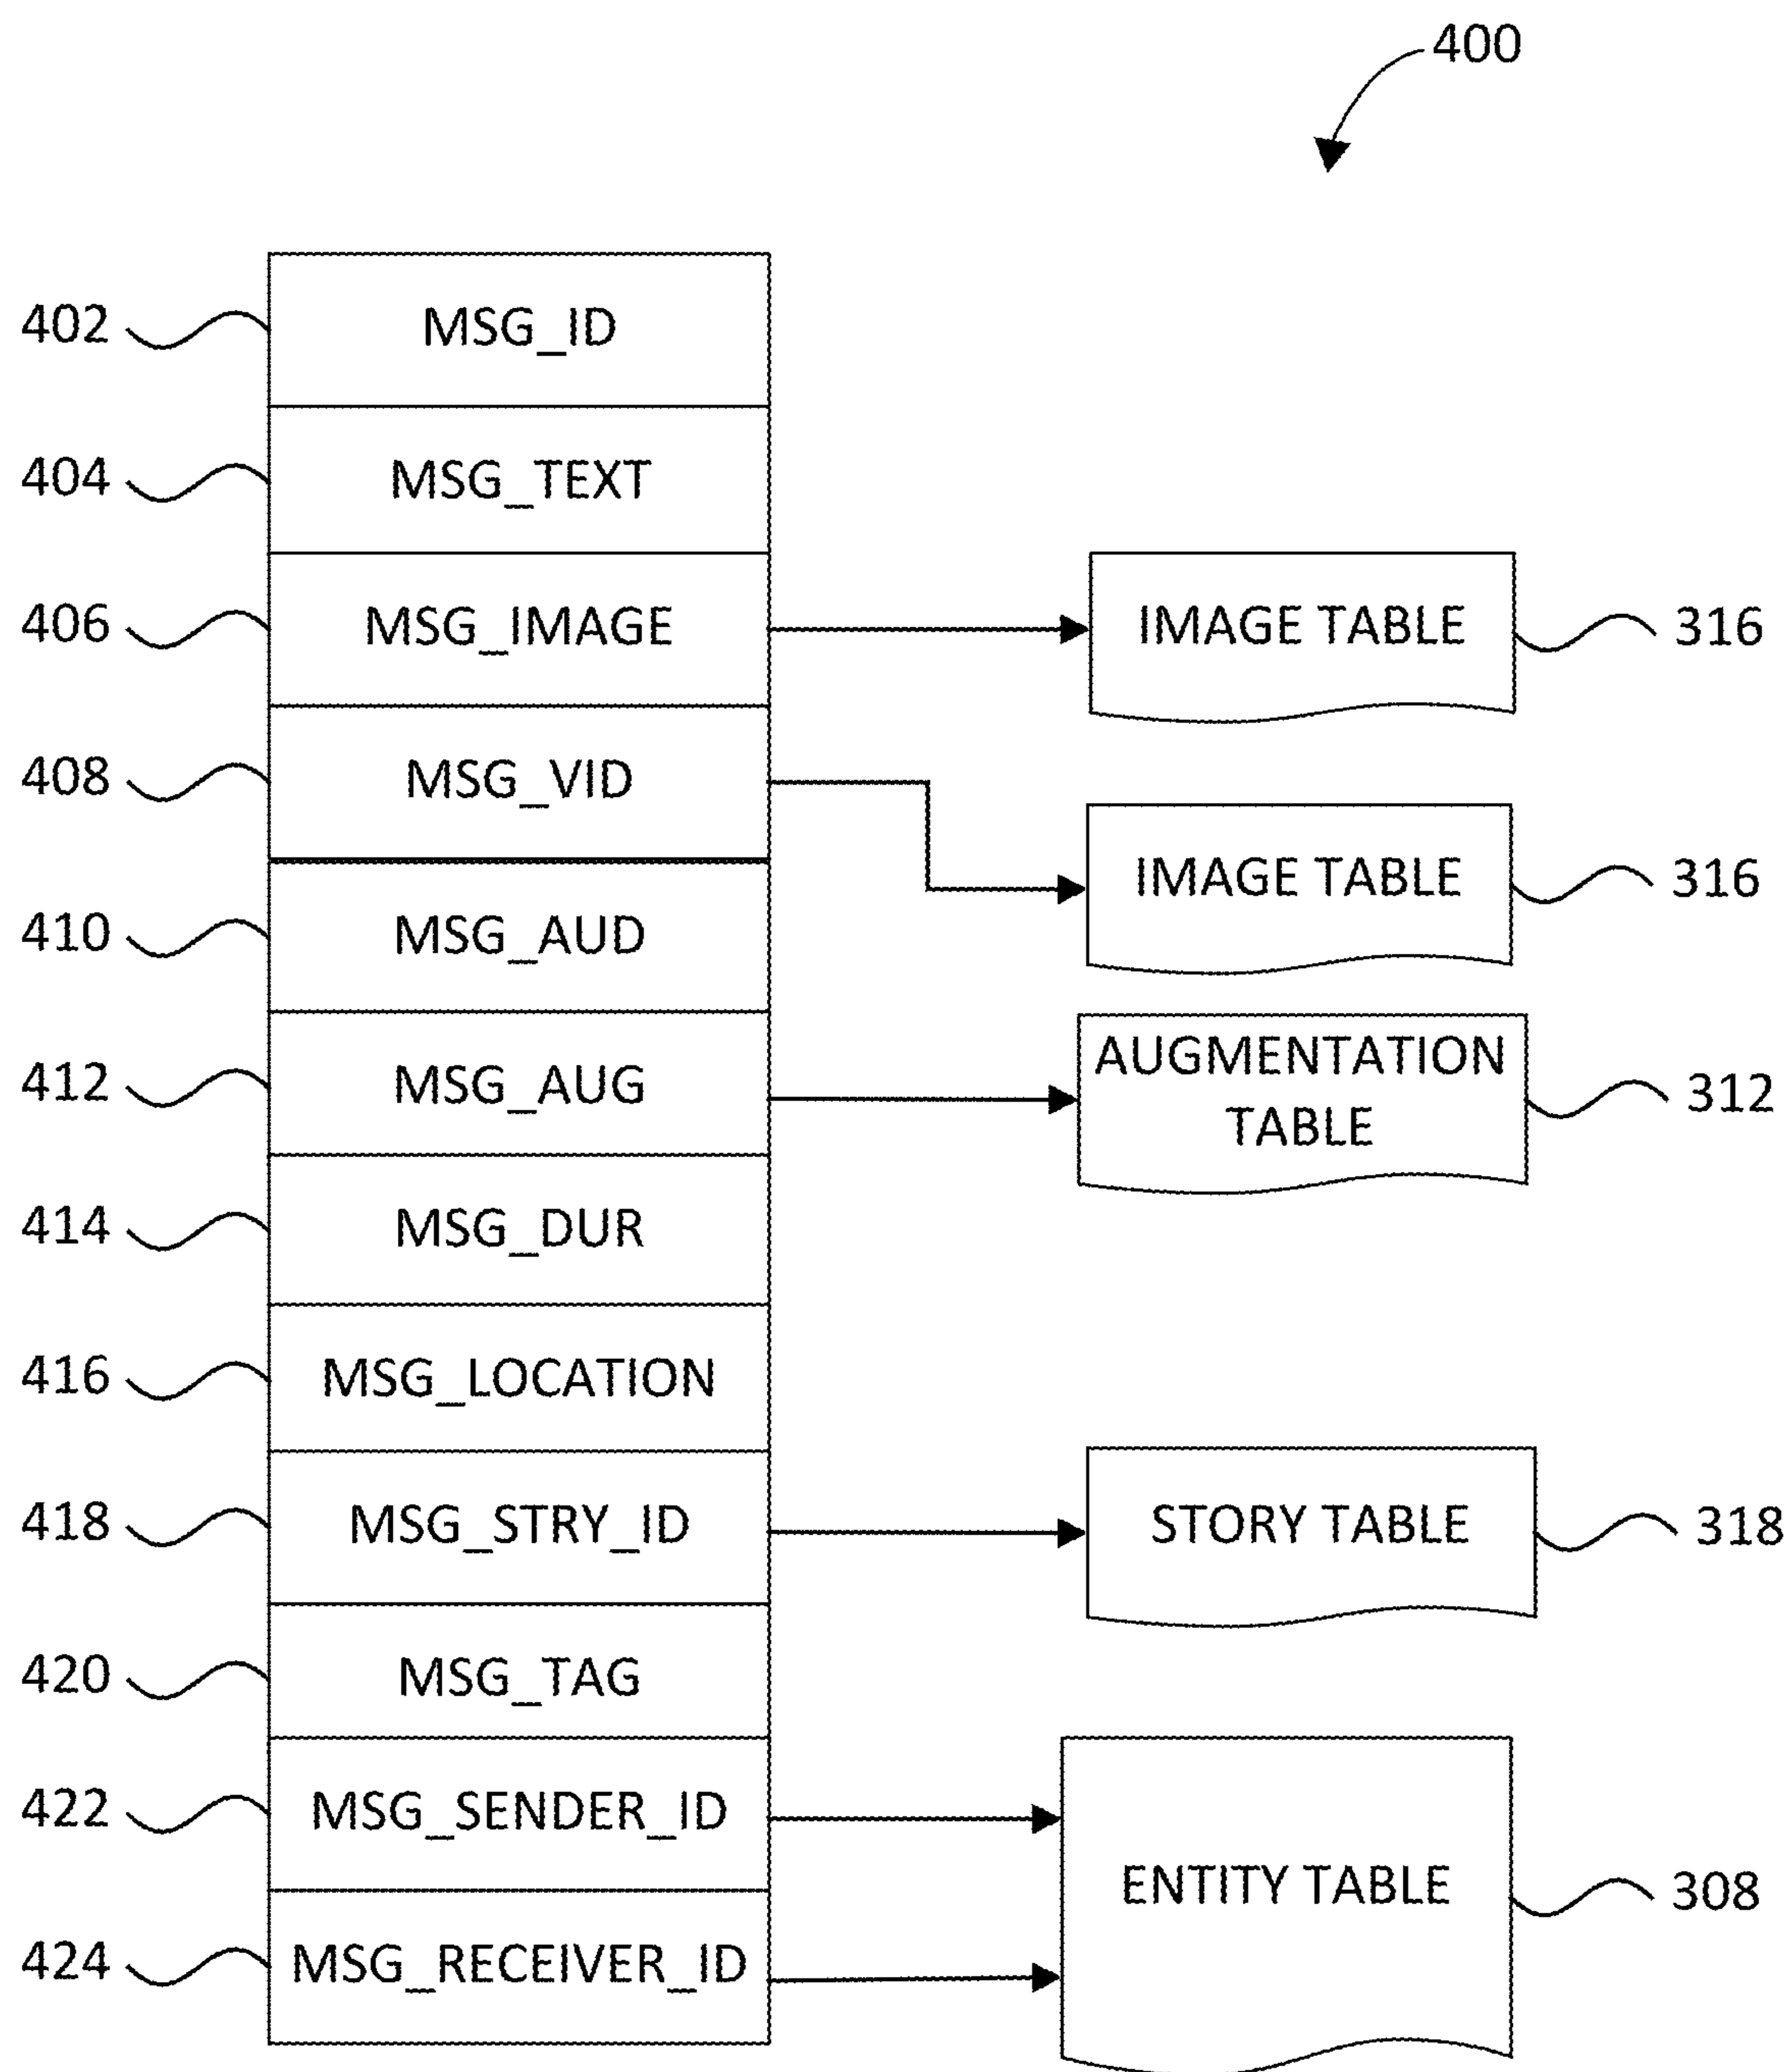 400
402 MSG_ID
404 MSG_TEXT
406 MSG_IMAGE IMAGE TABLE 316
408 MSG_VID
IMAGE TABLE 316
410 MSG_AUD
412 MSG_AUG AUGMENTATION
TABLE 312
414 MSG_DUR
416 MSG_LOCATION
418 MSG_STRY_ID STORY TABLE 318
420 MSG_TAG
422 MSG_SENDER_ID
ENTITY TABLE 308
424 MSG_RECEIVER_ID